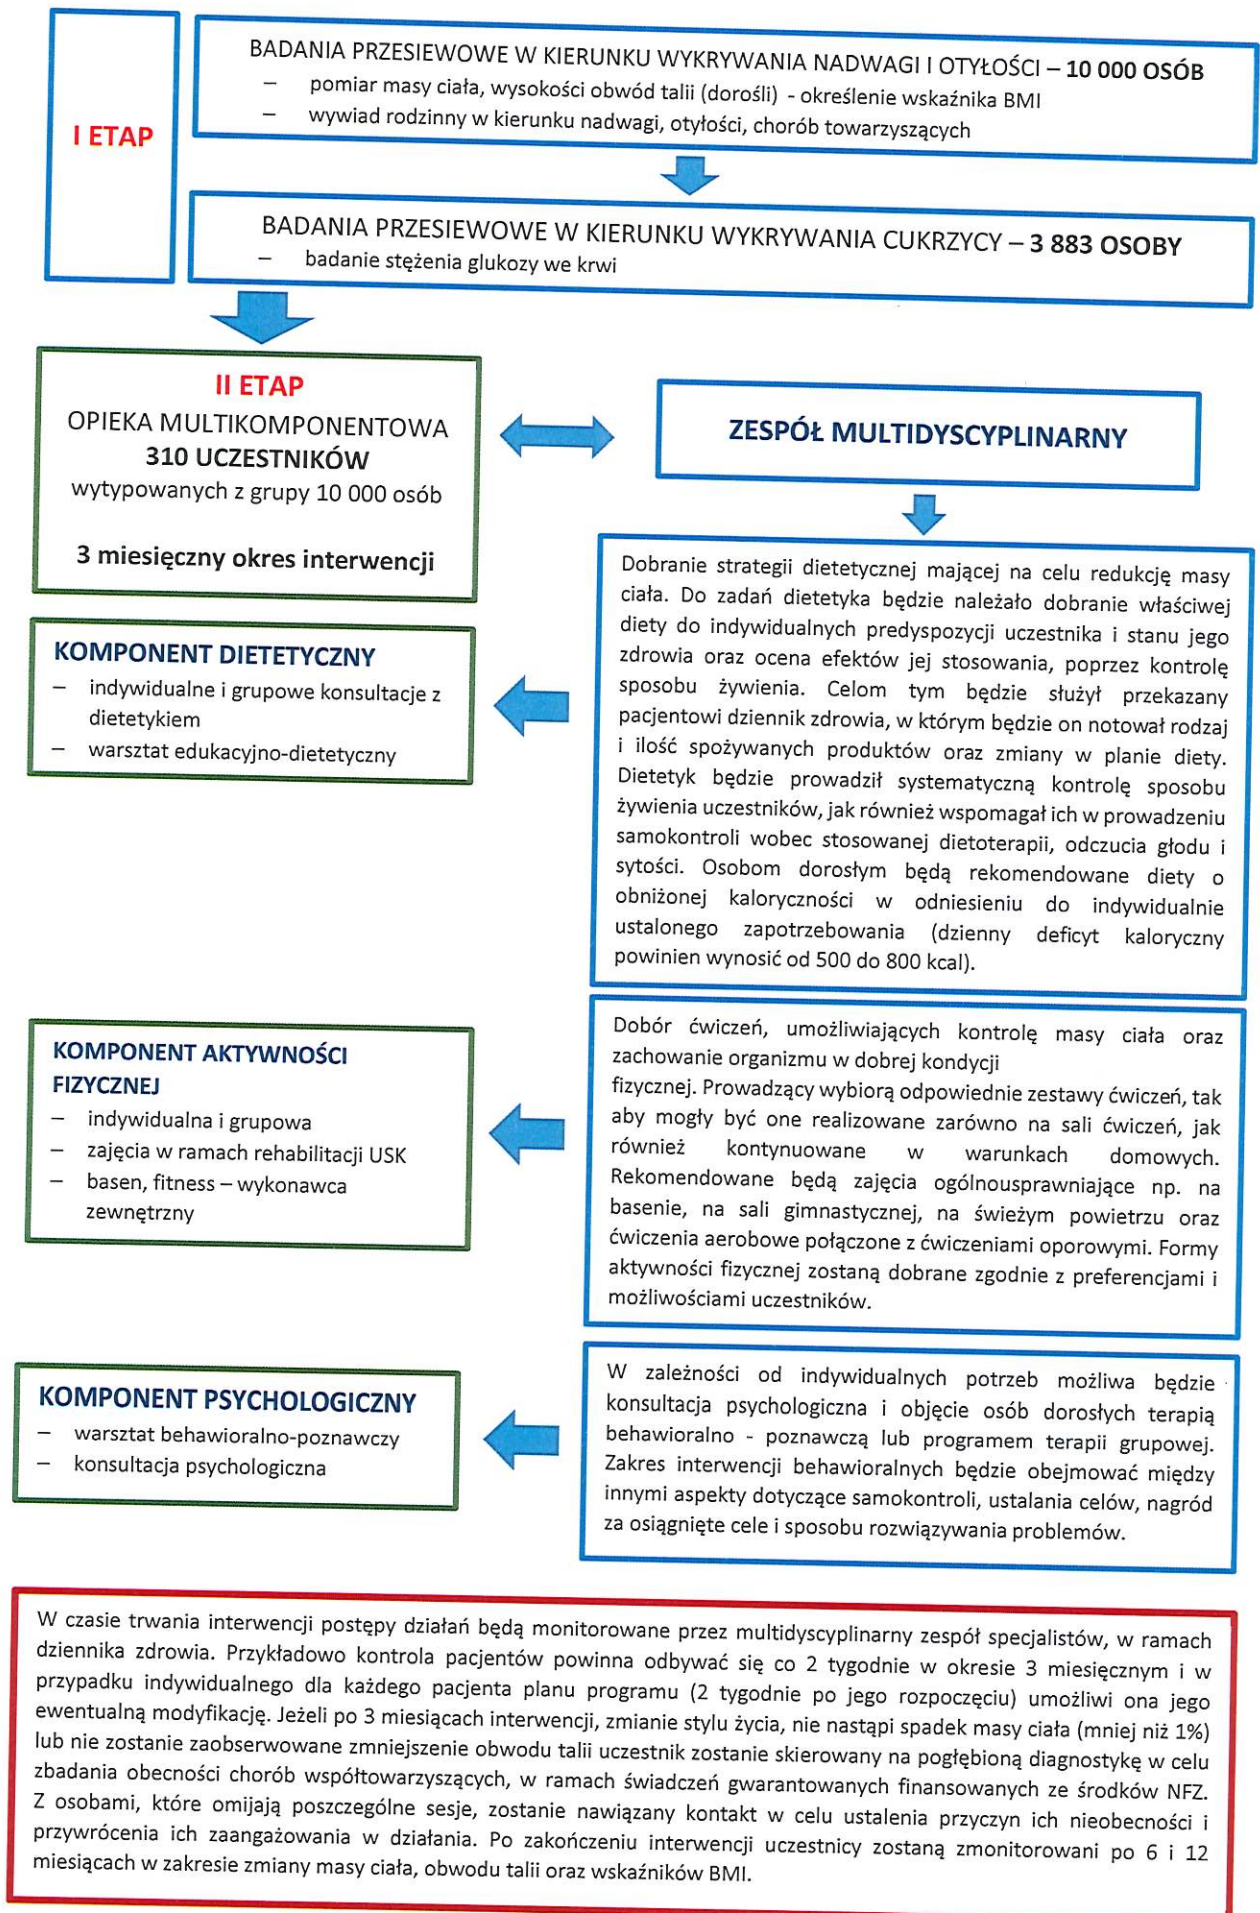 I ETAP
BADANIA PRZESIEWOWE W KIERUNKU WYKRYWANIA NADWAGI I OTYŁOŚCI – 10 000 OSÓB
– pomiar masy ciała, wysokości obwód talii (dorośli) - określenie wskaźnika BMI
– wywiad rodzinny w kierunku nadwagi, otyłości, chorób towarzyszących
BADANIA PRZESIEWOWE W KIERUNKU WYKRYWANIA CUKRZYCY – 3 883 OSOBY
– badanie stężenia glukozy we krwi
II ETAP
OPIEKA MULTIKOMPONENTOWA
310 UCZESTNIKÓW
wytypowanych z grupy 10 000 osób
3 miesięczny okres interwencji
ZESPÓŁ MULTIDYSCYPLINARNY
KOMPONENT DIETETYCZNY
– indywidualne i grupowe konsultacje z
dietetykiem
– warsztat edukacyjno-dietetyczny
Dobranie strategii dietetycznej mającej na celu redukcję masy
ciała. Do zadań dietetyka będzie należało dobranie właściwej
diety do indywidualnych predyspozycji uczestnika i stanu jego
zdrowia oraz ocena efektów jej stosowania, poprzez kontrolę
sposobu żywienia. Celom tym będzie służył przekazany
pacjentowi dziennik zdrowia, w którym będzie on notował rodzaj
i ilość spożywanych produktów oraz zmiany w planie diety.
Dietetyk będzie prowadził systematyczną kontrolę sposobu
żywienia uczestników, jak również wspomagał ich w prowadzeniu
samokontroli wobec stosowanej dietoterapii, odczucia głodu i
sytości. Osobom dorosłym będą rekomendowane diety o
obniżonej kaloryczności w odniesieniu do indywidualnie
ustalonego zapotrzebowania (dzienny deficyt kaloryczny
powinien wynosić od 500 do 800 kcal).
KOMPONENT AKTYWNOŚCI
FIZYCZNEJ
– indywidualna i grupowa
– zajęcia w ramach rehabilitacji USK
– basen, fitness – wykonawca
zewnętrzny
Dobór ćwiczeń, umożliwiających kontrolę masy ciała oraz
zachowanie organizmu w dobrej kondycji
fizycznej. Prowadzący wybiorą odpowiednie zestawy ćwiczeń, tak
aby mogły być one realizowane zarówno na sali ćwiczeń, jak
również kontynuowane w warunkach domowych.
Rekomendowane będą zajęcia ogólnousprawniające np. na
basenie, na sali gimnastycznej, na świeżym powietrzu oraz
ćwiczenia aerobowe połączone z ćwiczeniami oporowymi. Formy
aktywności fizycznej zostaną dobrane zgodnie z preferencjami i
możliwościami uczestników.
KOMPONENT PSYCHOLOGICZNY
– warsztat behawioralno-poznawczy
– konsultacja psychologiczna
W zależności od indywidualnych potrzeb możliwa będzie
konsultacja psychologiczna i objęcie osób dorosłych terapią
behawioralno - poznawczą lub programem terapii grupowej.
Zakres interwencji behawioralnych będzie obejmować między
innymi aspekty dotyczące samokontroli, ustalania celów, nagród
za osiągnięte cele i sposobu rozwiązywania problemów.
W czasie trwania interwencji postępy działań będą monitorowane przez multidyscyplinarny zespół specjalistów, w ramach
dziennika zdrowia. Przykładowo kontrola pacjentów powinna odbywać się co 2 tygodnie w okresie 3 miesięcznym i w
przypadku indywidualnego dla każdego pacjenta planu programu (2 tygodnie po jego rozpoczęciu) umożliwi ona jego
ewentualną modyfikację. Jeżeli po 3 miesiącach interwencji, zmianie stylu życia, nie nastąpi spadek masy ciała (mniej niż 1%)
lub nie zostanie zaobserwowane zmniejszenie obwodu talii uczestnik zostanie skierowany na pogłębioną diagnostykę w celu
zbadania obecności chorób współtowarzyszących, w ramach świadczeń gwarantowanych finansowanych ze środków NFZ.
Z osobami, które omijają poszczególne sesje, zostanie nawiązany kontakt w celu ustalenia przyczyn ich nieobecności i
przywrócenia ich zaangażowania w działania. Po zakończeniu interwencji uczestnicy zostaną zmonitorowani po 6 i 12
miesiącach w zakresie zmiany masy ciała, obwodu talii oraz wskaźników BMI.